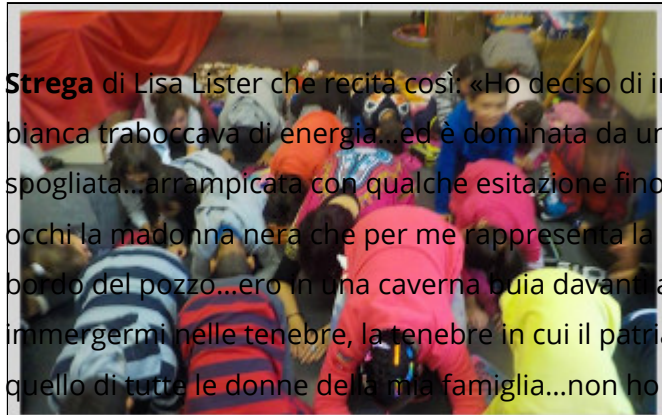 Strega di Lisa Lister che recita così: «Ho deciso di i
bianca traboccava di energia...ed è dominata da u
spogliata...arrampicata con qualche esitazione fino
occhi la madonna nera che per me rappresenta la
bordo del pozzo...ero in una caverna buia davanti a
immergermi nelle tenebre, la tenebre in cui il patria
quello di tutte le donne della mia famiglia...non ho